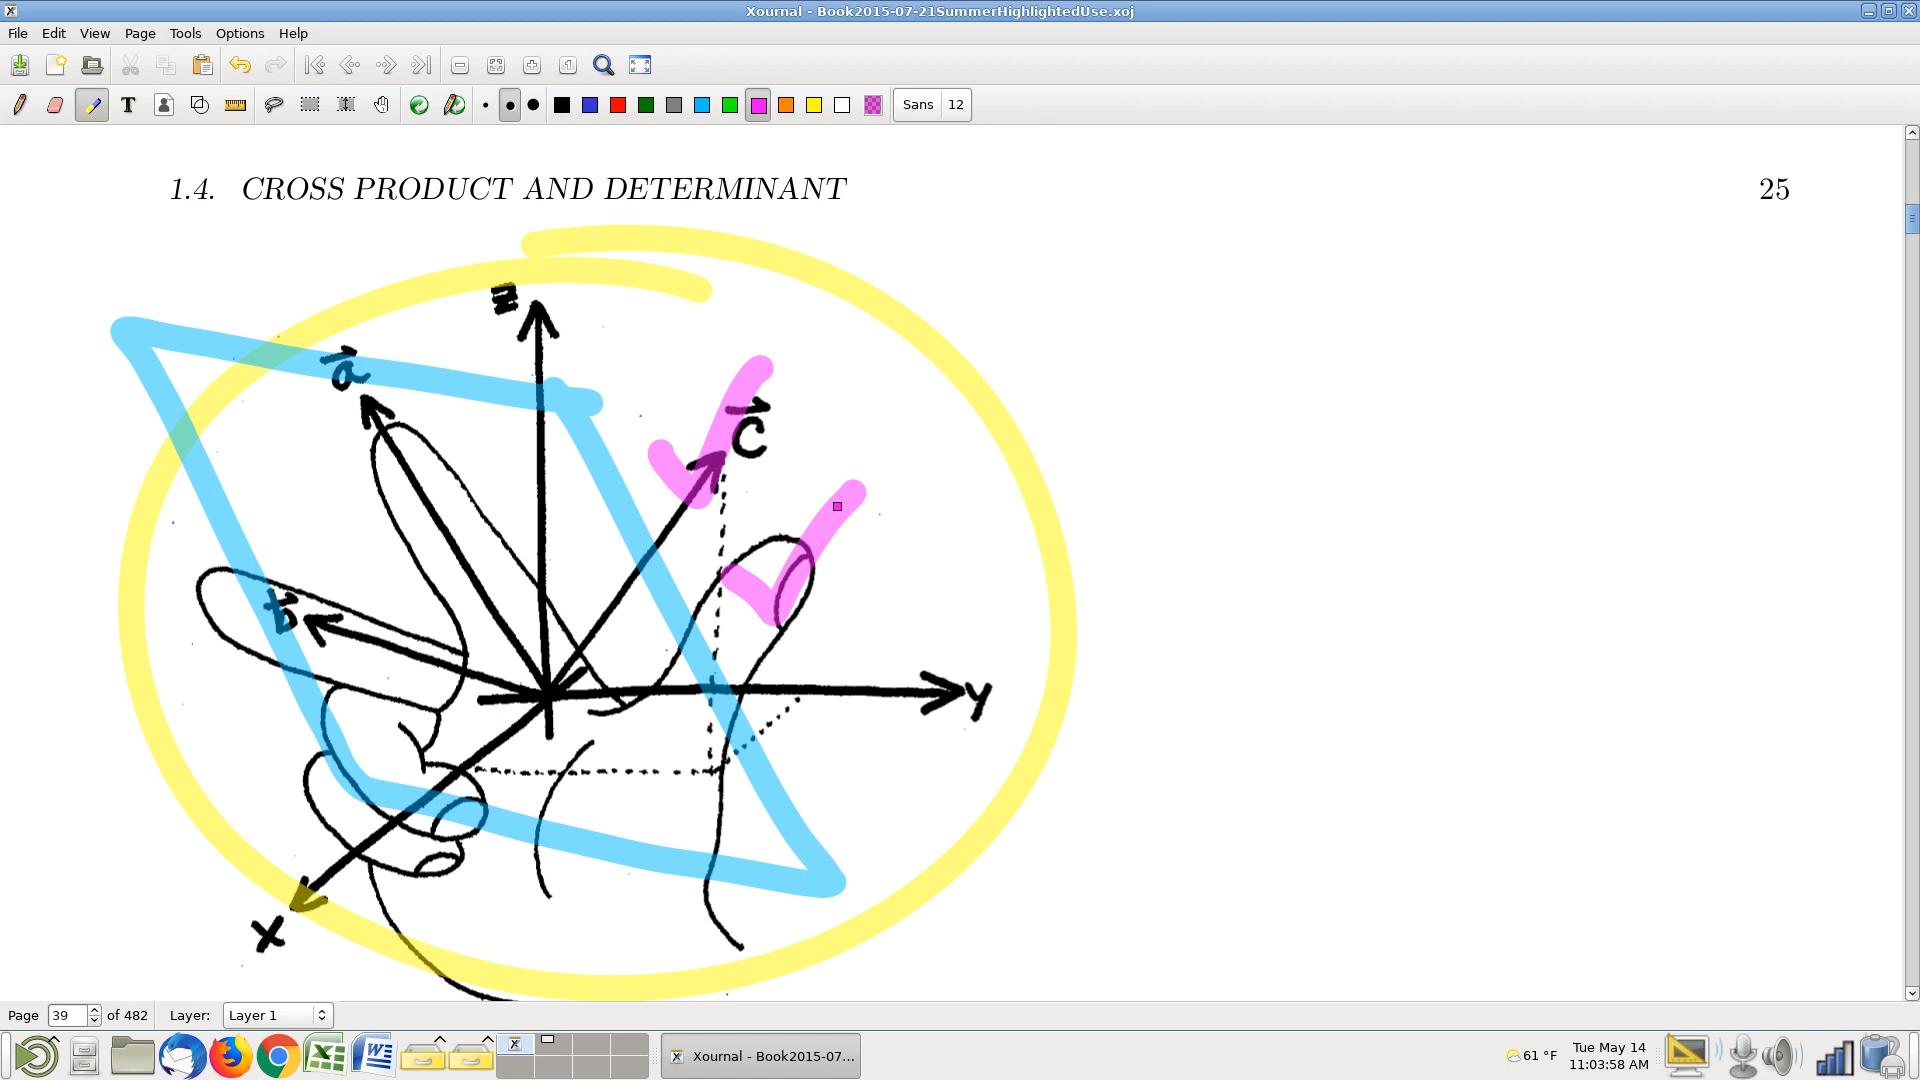 Xournal - Book2015-07-21SummerHighlightedUse.xoj
File Edit View Page Tools Options Help
T Sans 12
1.4. CROSS PRODUCT AND DETERMINANT 25
z
a
c
b
y
x
Page 39 of 482 Layer: Layer 1
Xournal - Book2015-07...
61 °F
Tue May 14
11:03:58 AM